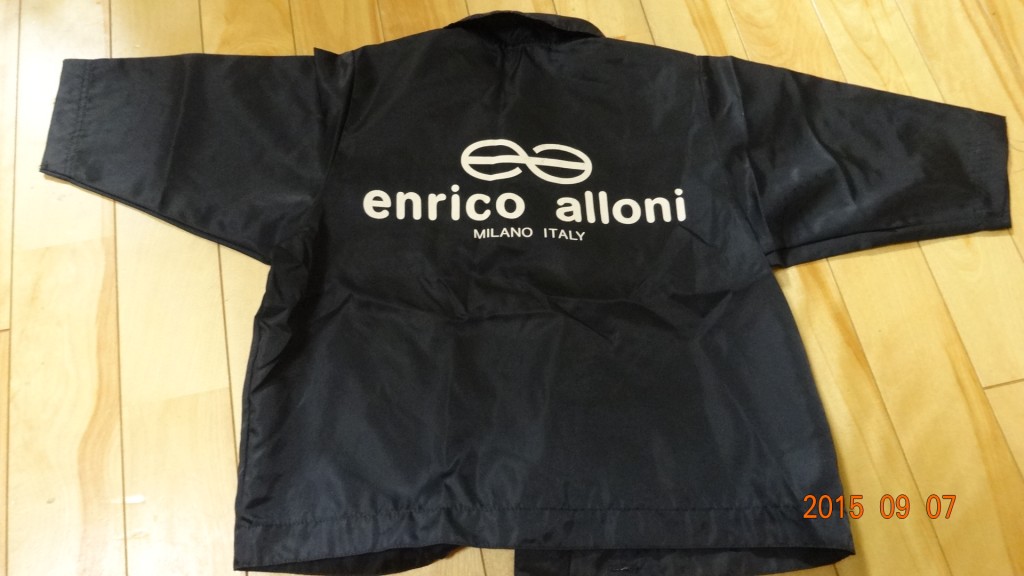 enrico alloni
MILANO ITALY
2015 09 07